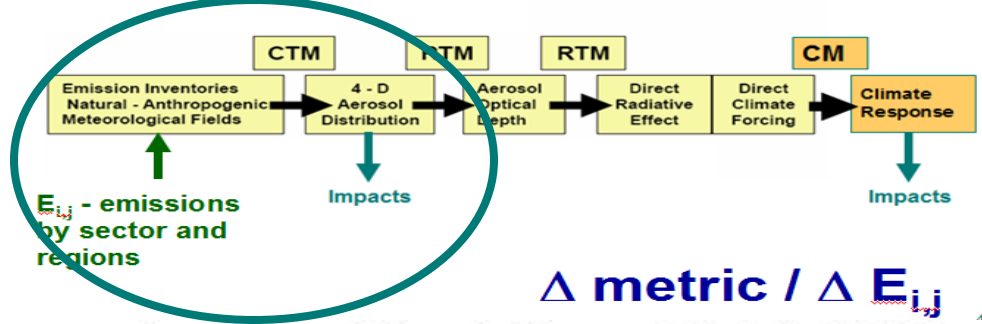 CTM
RTM
RTM
CM
Emission Inventories
Natural - Anthropogenic
Meteorological Fields
4 - D
Aerosol
Distribution
Aerosol
Optical
Depth
Direct
Radiative
Effect
Direct
Climate
Forcing
Climate
Response
Impacts
Impacts
Ei,j - emissions
by sector and
regions
Δ metric / Δ Ei,j